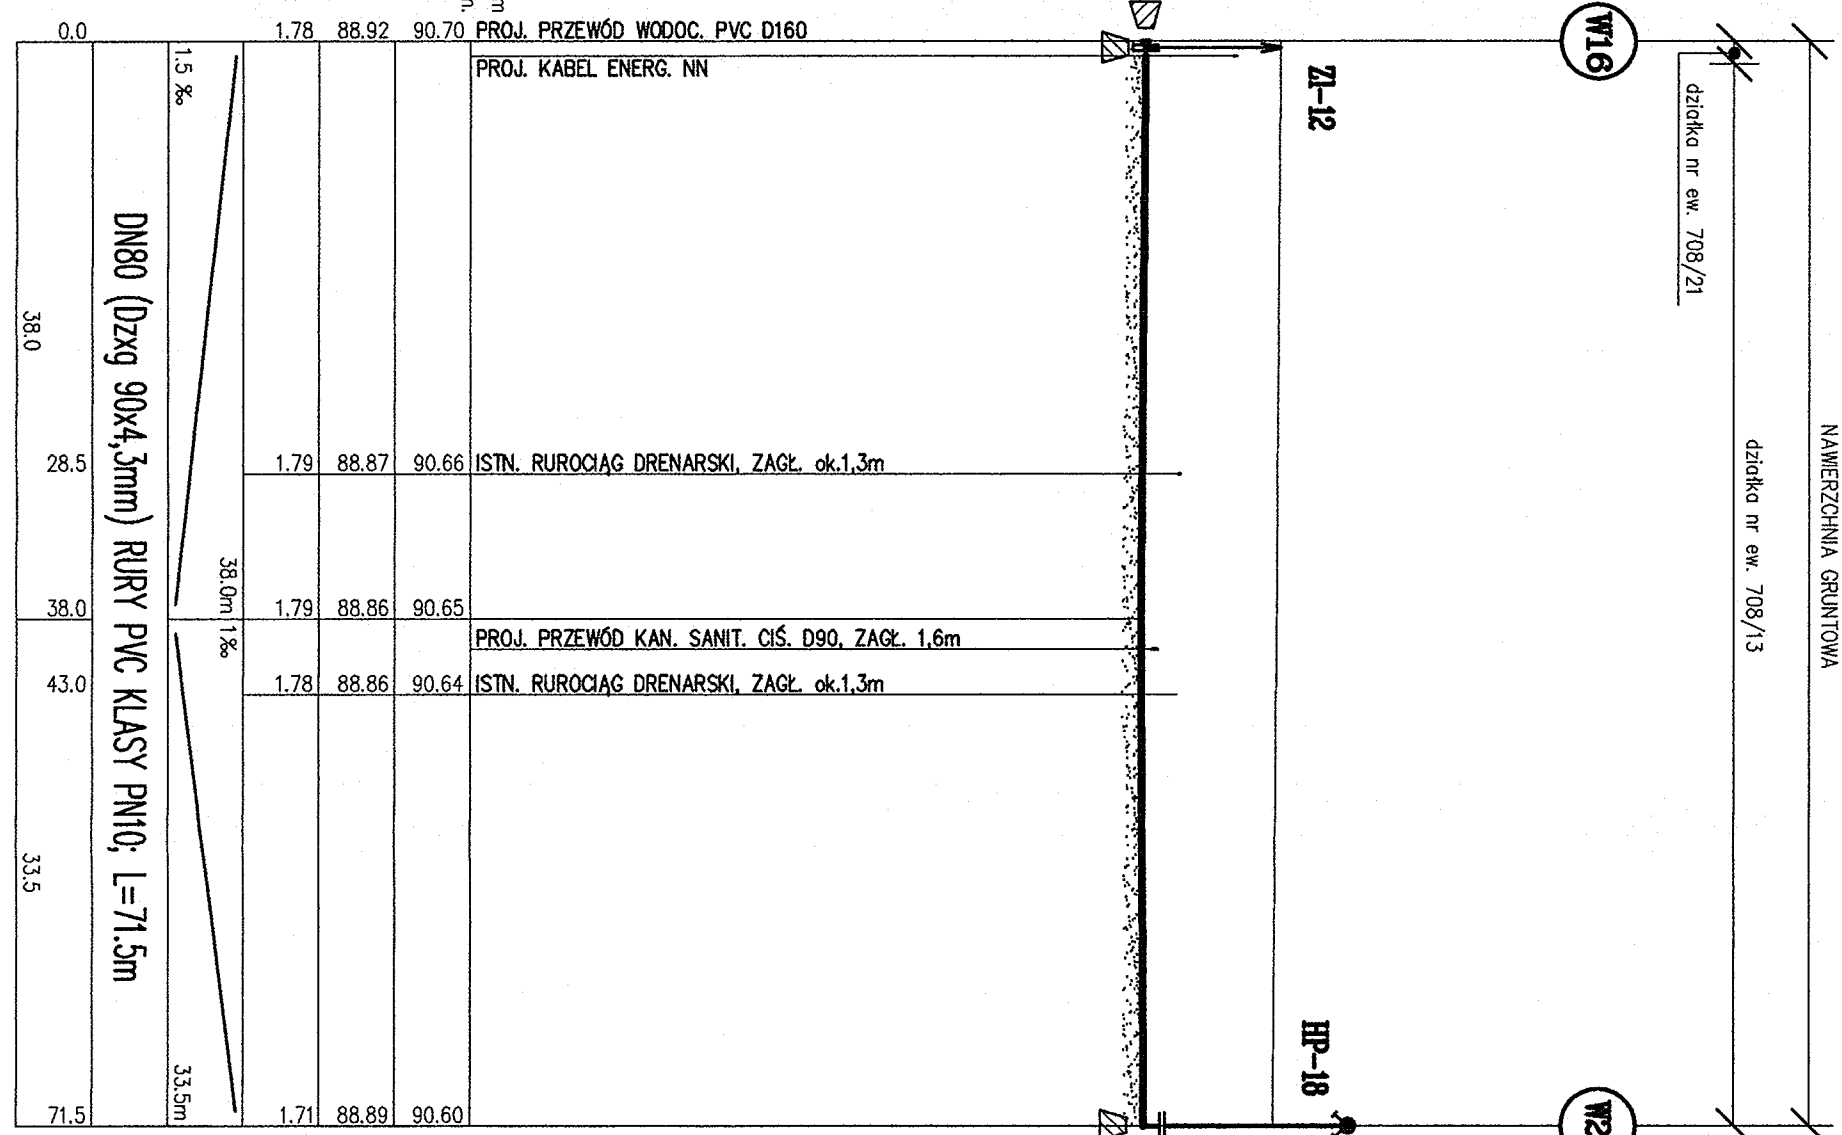 0.0
1.78
88.92
90.70
PROJ. PRZEWÓD WODOC. PVC D160
PROJ. KABEL ENERG. NN
1.5 ‰
W16
ZI-12
działka nr ew. 708/21
NAWIERZCHNIA GRUNTOWA
działka nr ew. 708/13
DN80 (Dzxg 90x4,3mm) RURY PVC KLASY PN10; L=71.5m
38.0
28.5
1.79
88.87
90.66
ISTN. RUROCIĄG DRENARSKI, ZAGŁ. ok.1,3m
38.0m
1‰
38.0
1.79
88.86
90.65
PROJ. PRZEWÓD KAN. SANIT. CIŚ. D90, ZAGŁ. 1,6m
43.0
1.78
88.86
90.64
ISTN. RUROCIĄG DRENARSKI, ZAGŁ. ok.1,3m
33.5
33.5m
HP-18
71.5
1.71
88.89
90.60